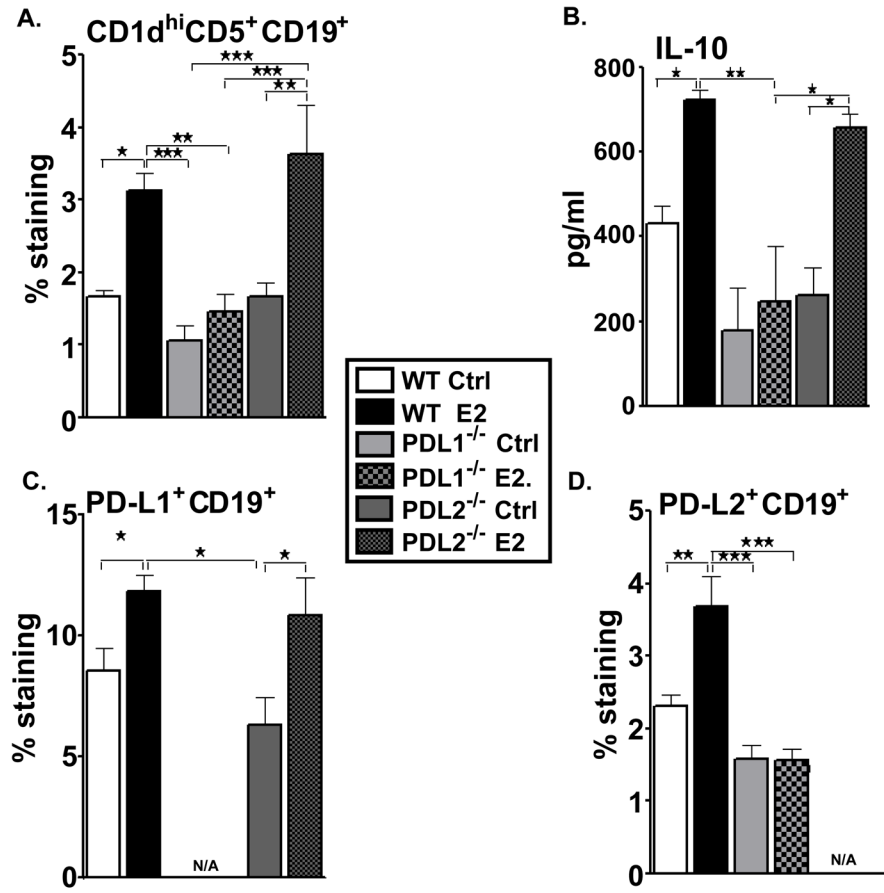 A.
CD1d^hi CD5⁺ CD19⁺
★★★
★★★
★★
★★
★ ★★★
% staining
5
4
3
2
1
0
B.
IL-10
★ ★★ ★
★
pg/ml
800
600
400
200
0
WT Ctrl
WT E2
PDL1⁻/⁻ Ctrl
PDL1⁻/⁻ E2.
PDL2⁻/⁻ Ctrl
PDL2⁻/⁻ E2
C.
PD-L1⁺ CD19⁺
★ ★ ★
% staining
15
10
5
0
N/A
D.
PD-L2⁺ CD19⁺
★★★
★★ ★★★
% staining
5
4
3
2
1
0
N/A